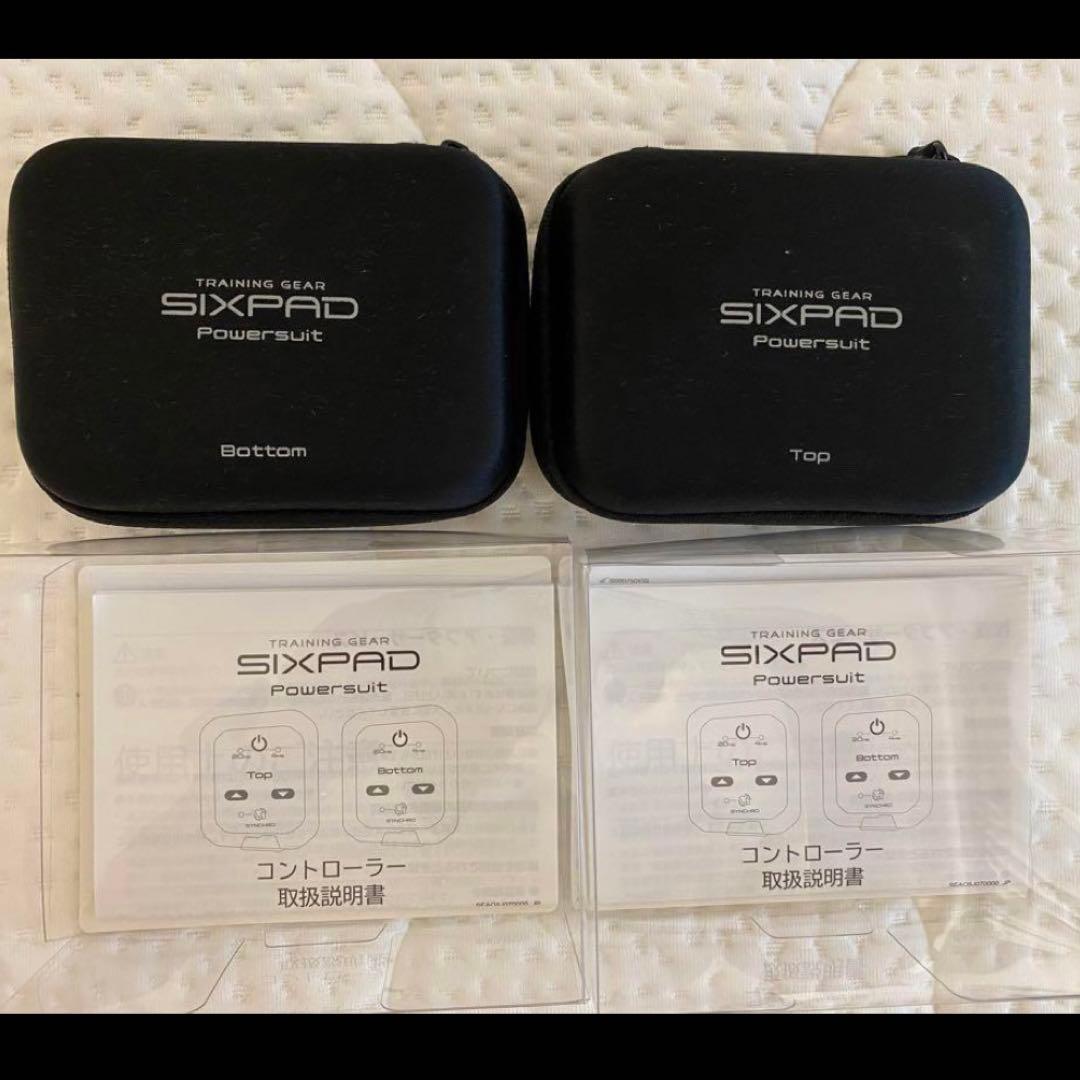 TRAINING GEAR
SIXPAD
Powersuit
Bottom
TRAINING GEAR
SIXPAD
Powersuit
Top
TRAINING GEAR
SIXPAD
Powersuit
20Hz
Top
SYNCHRO
Bottom
SYNCHRO
コントローラー
取扱説明書
TRAINING GEAR
SIXPAD
Powersuit
20Hz
Top
SYNCHRO
Bottom
SYNCHRO
コントローラー
取扱説明書